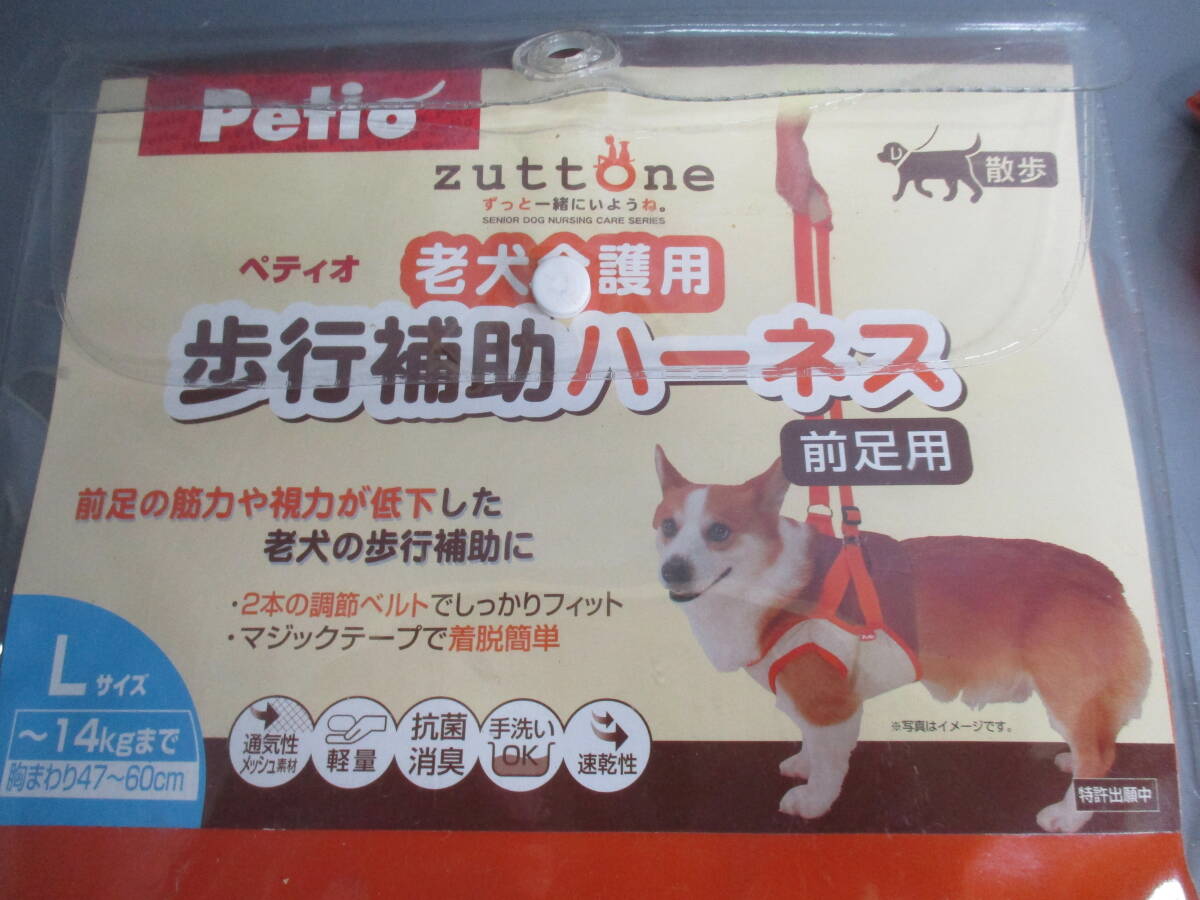 Petio
zuttone
ずっと一緒にいようね。
SENIOR DOG NURSING CARE SERIES
散歩
ペティオ
老犬介護用
歩行補助ハーネス
前足用
前足の筋力や視力が低下した
老犬の歩行補助に
・2本の調節ベルトでしっかりフィット
・マジックテープで着脱簡単
Lサイズ
〜14kgまで
胸まわり47〜60cm
通気性
メッシュ素材
軽量
抗菌
消臭
手洗い
OK
速乾性
※写真はイメージです。
特許出願中